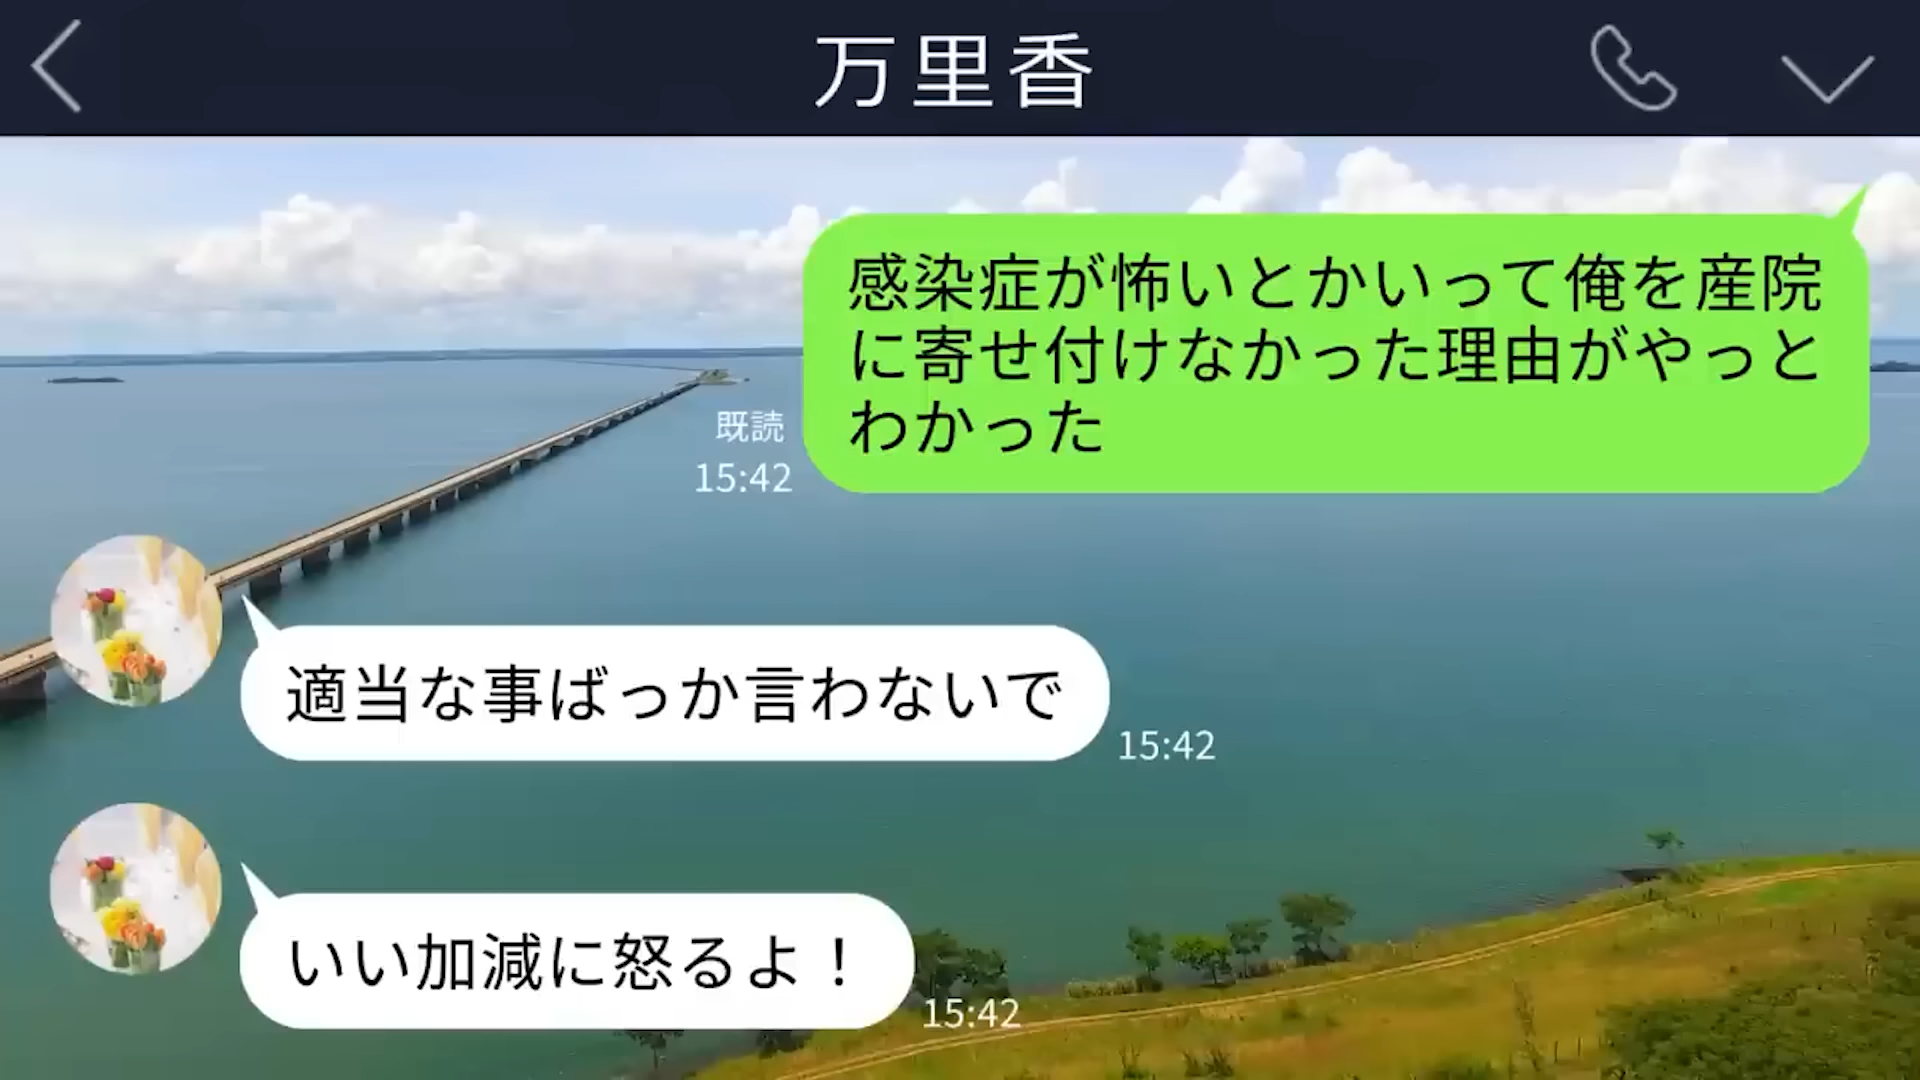 万里香
感染症が怖いとかいって俺を産院
に寄せ付けなかった理由がやっと
わかった
既読
15:42
適当な事ばっか言わないで
15:42
いい加減に怒るよ！
15:42